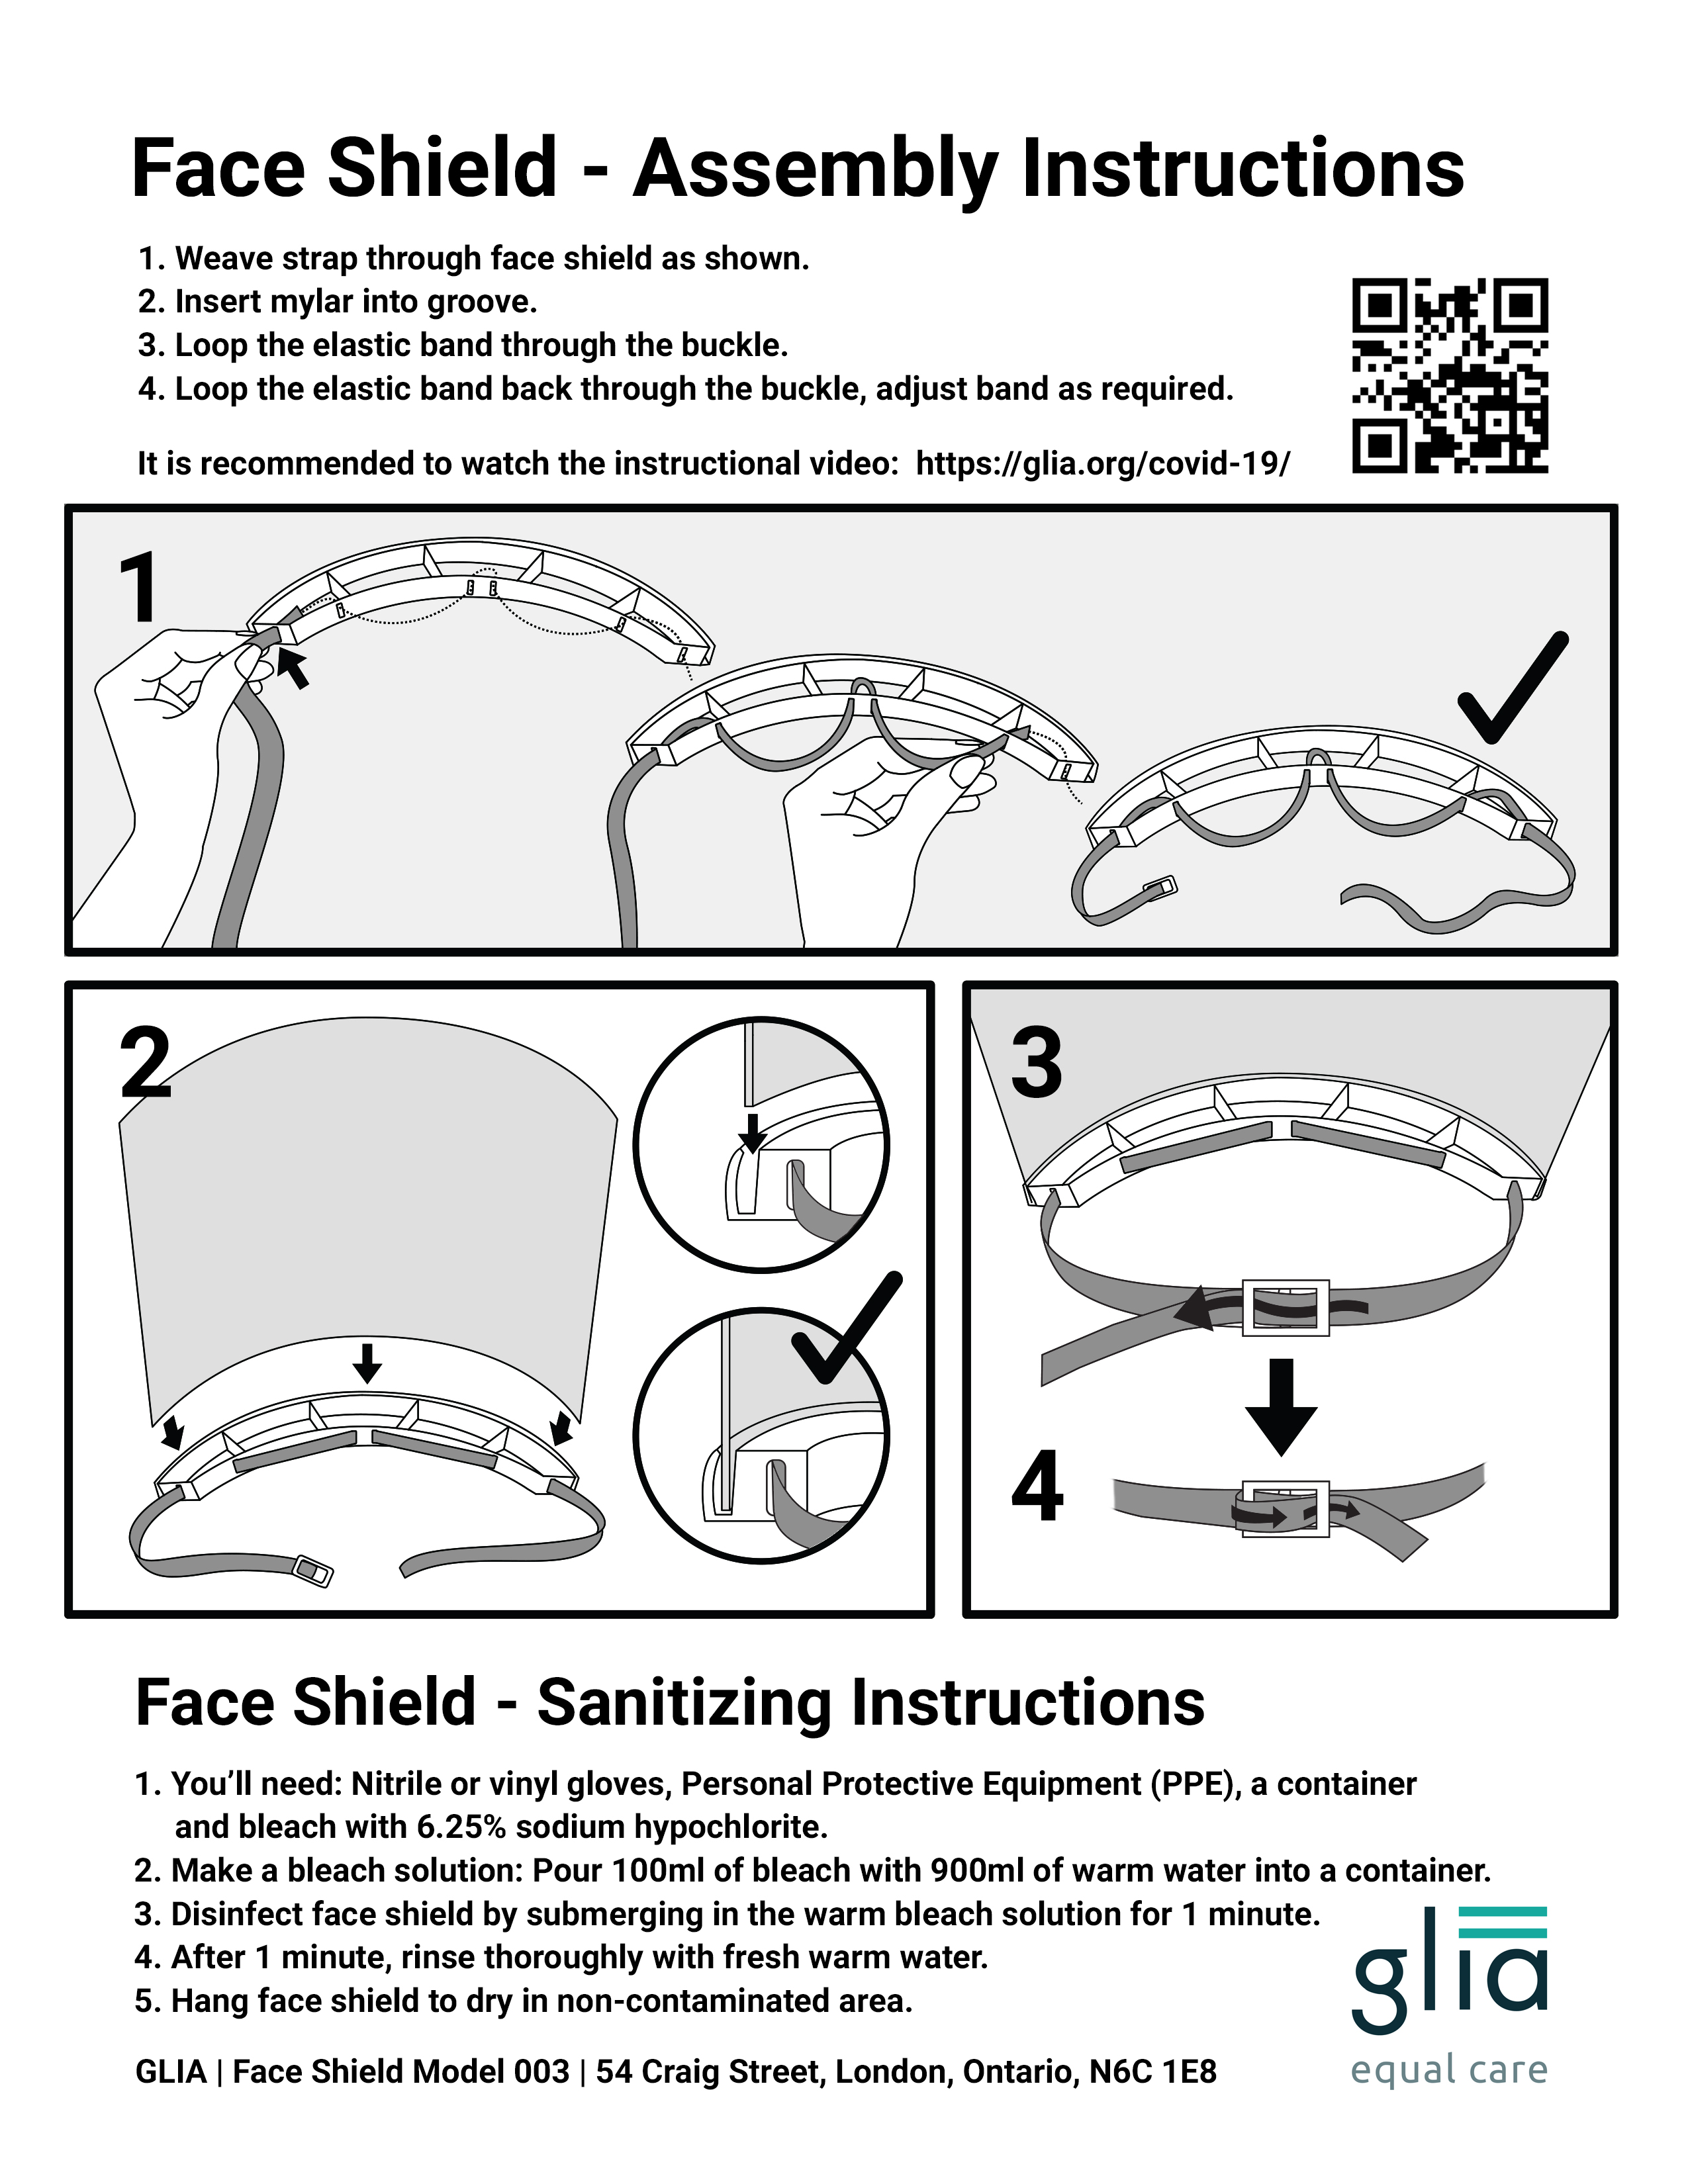 Face Shield - Assembly Instructions
1. Weave strap through face shield as shown.
2. Insert mylar into groove.
3. Loop the elastic band through the buckle.
4. Loop the elastic band back through the buckle, adjust band as required.
It is recommended to watch the instructional video:  https://glia.org/covid-19/
1
2
3
4
Face Shield - Sanitizing Instructions
1. You’ll need: Nitrile or vinyl gloves, Personal Protective Equipment (PPE), a container
and bleach with 6.25% sodium hypochlorite.
2. Make a bleach solution: Pour 100ml of bleach with 900ml of warm water into a container.
3. Disinfect face shield by submerging in the warm bleach solution for 1 minute.
4. After 1 minute, rinse thoroughly with fresh warm water.
5. Hang face shield to dry in non-contaminated area.
GLIA | Face Shield Model 003 | 54 Craig Street, London, Ontario, N6C 1E8
glia
equal care